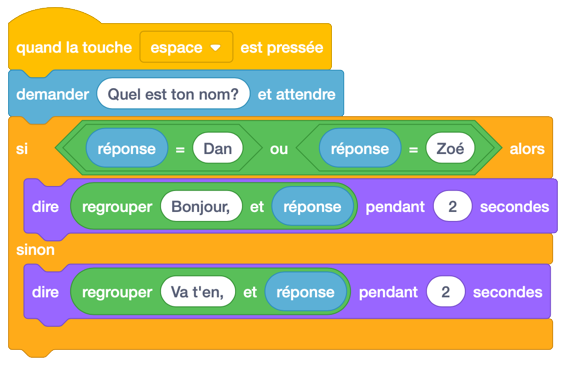 quand la touche espace est pressée
demander Quel est ton nom? et attendre
si réponse = Dan ou réponse = Zoé alors
dire regrouper Bonjour, et réponse pendant 2 secondes
sinon
dire regrouper Va t'en, et réponse pendant 2 secondes